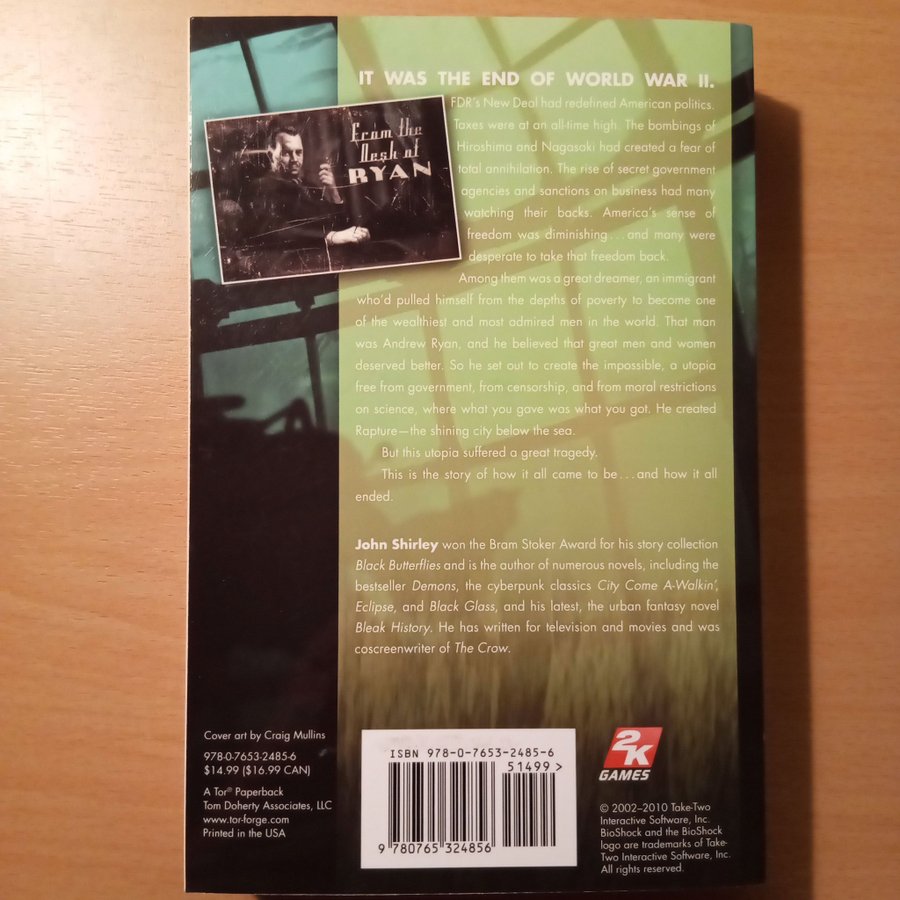 IT WAS THE END OF WORLD WAR II.
From the
Desk of
RYAN
FDR's New Deal had redefined American politics.
Taxes were at an all-time high. The bombings of
Hiroshima and Nagasaki had created a fear of
total annihilation. The rise of secret government
agencies and sanctions on business had many
watching their backs. America's sense of
freedom was diminishing...and many were
desperate to take that freedom back.
Among them was a great dreamer, an immigrant
who'd pulled himself from the depths of poverty to become one
of the wealthiest and most admired men in the world. That man
was Andrew Ryan, and he believed that great men and women
deserved better. So he set out to create the impossible, a utopia
free from government, from censorship, and from moral restrictions
on science, where what you gave was what you got. He created
Rapture—the shining city below the sea.
But this utopia suffered a great tragedy.
This is the story of how it all came to be...and how it all
ended.
John Shirley won the Bram Stoker Award for his story collection
Black Butterflies and is the author of numerous novels, including the
bestseller Demons, the cyberpunk classics City Come A-Walkin',
Eclipse, and Black Glass, and his latest, the urban fantasy novel
Bleak History. He has written for television and movies and was
coscreenwriter of The Crow.
Cover art by Craig Mullins
978-0-7653-2485-6
$14.99 ($16.99 CAN)
A Tor® Paperback
Tom Doherty Associates, LLC
www.tor-forge.com
Printed in the USA
ISBN 978-0-7653-2485-6
51499>
9 780765 324856
2K
GAMES
© 2002–2010 Take-Two
Interactive Software, Inc.
BioShock and the BioShock
logo are trademarks of Take-
Two Interactive Software, Inc.
All rights reserved.